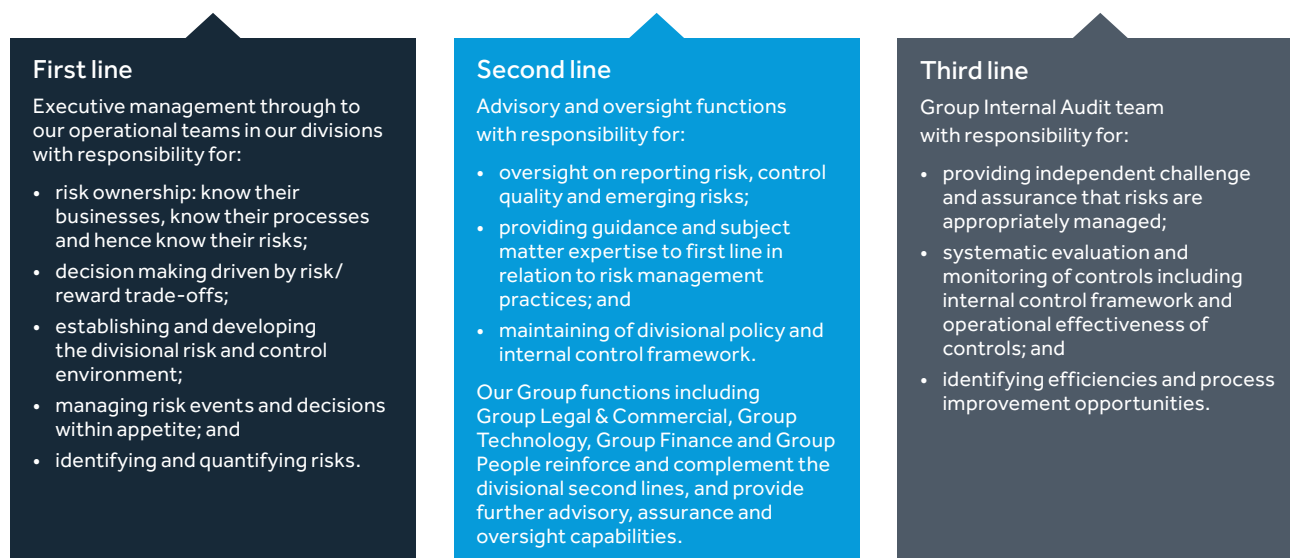 First line
Executive management through to
our operational teams in our divisions
with responsibility for:
• risk ownership: know their
businesses, know their processes
and hence know their risks;
• decision making driven by risk/
reward trade-offs;
• establishing and developing
the divisional risk and control
environment;
• managing risk events and decisions
within appetite; and
• identifying and quantifying risks.
Second line
Advisory and oversight functions
with responsibility for:
• oversight on reporting risk, control
quality and emerging risks;
• providing guidance and subject
matter expertise to first line in
relation to risk management
practices; and
• maintaining of divisional policy and
internal control framework.
Our Group functions including
Group Legal & Commercial, Group
Technology, Group Finance and Group
People reinforce and complement the
divisional second lines, and provide
further advisory, assurance and
oversight capabilities.
Third line
Group Internal Audit team
with responsibility for:
• providing independent challenge
and assurance that risks are
appropriately managed;
• systematic evaluation and
monitoring of controls including
internal control framework and
operational effectiveness of
controls; and
• identifying efficiencies and process
improvement opportunities.